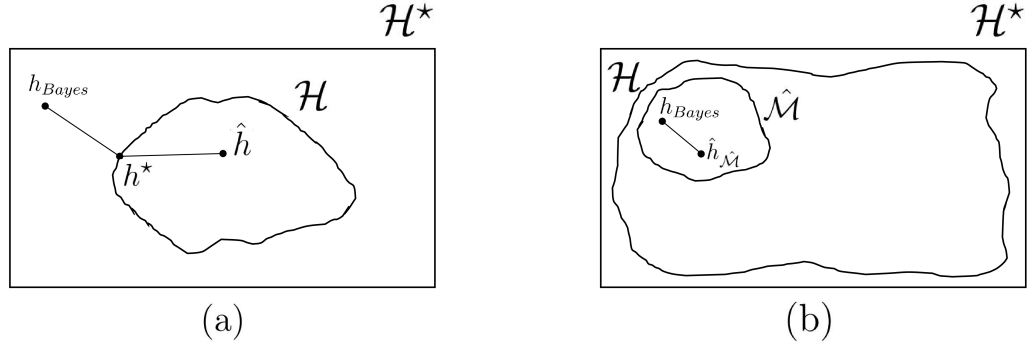 ℋ⋆
h_Bayes
ℋ
ĥ
h⋆
(a)
ℋ⋆
ℋ
h_Bayes
ℳ̂
ĥ_ℳ̂
(b)